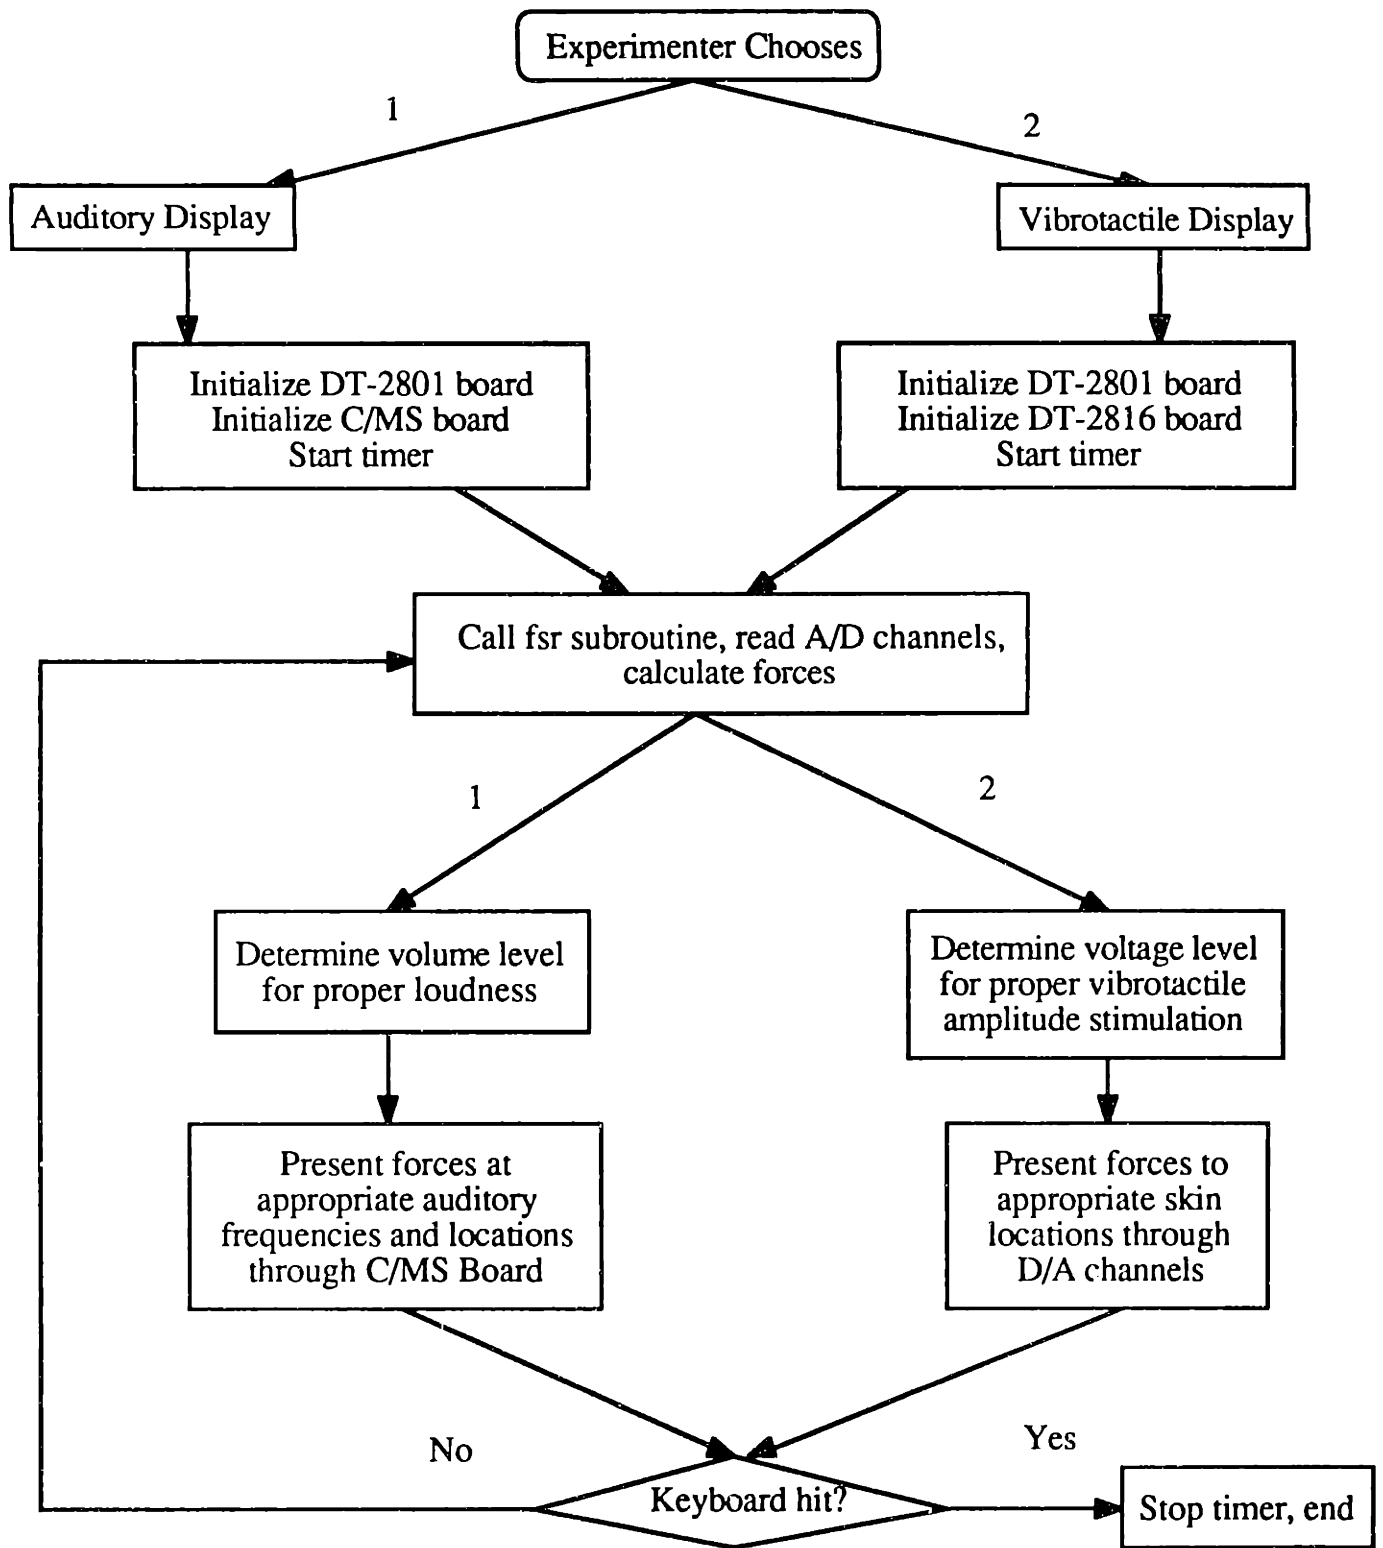 Experimenter Chooses
1
2
Auditory Display
Vibrotactile Display
Initialize DT-2801 board
Initialize C/MS board
Start timer
Initialize DT-2801 board
Initialize DT-2816 board
Start timer
Call fsr subroutine, read A/D channels,
calculate forces
1
2
Determine volume level
for proper loudness
Determine voltage level
for proper vibrotactile
amplitude stimulation
Present forces at
appropriate auditory
frequencies and locations
through C/MS Board
Present forces to
appropriate skin
locations through
D/A channels
No
Yes
Keyboard hit?
Stop timer, end